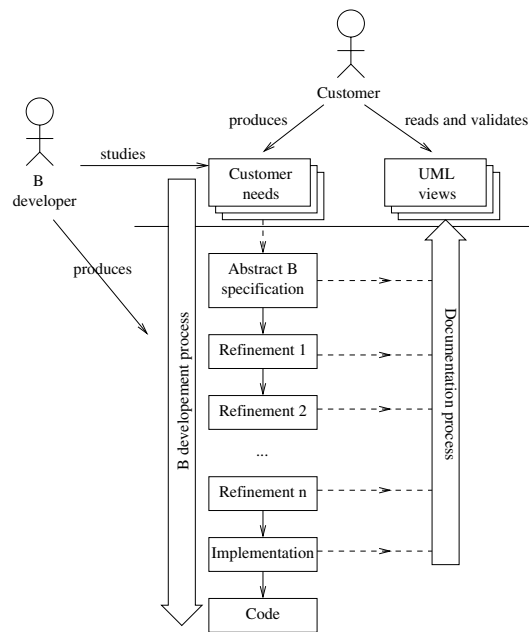 Customer
produces
reads and validates
studies
B
developer
Customer
needs
UML
views
produces
Abstract B
specification
Refinement 1
Refinement 2
...
Refinement n
Implementation
Code
B developement process
Documentation process